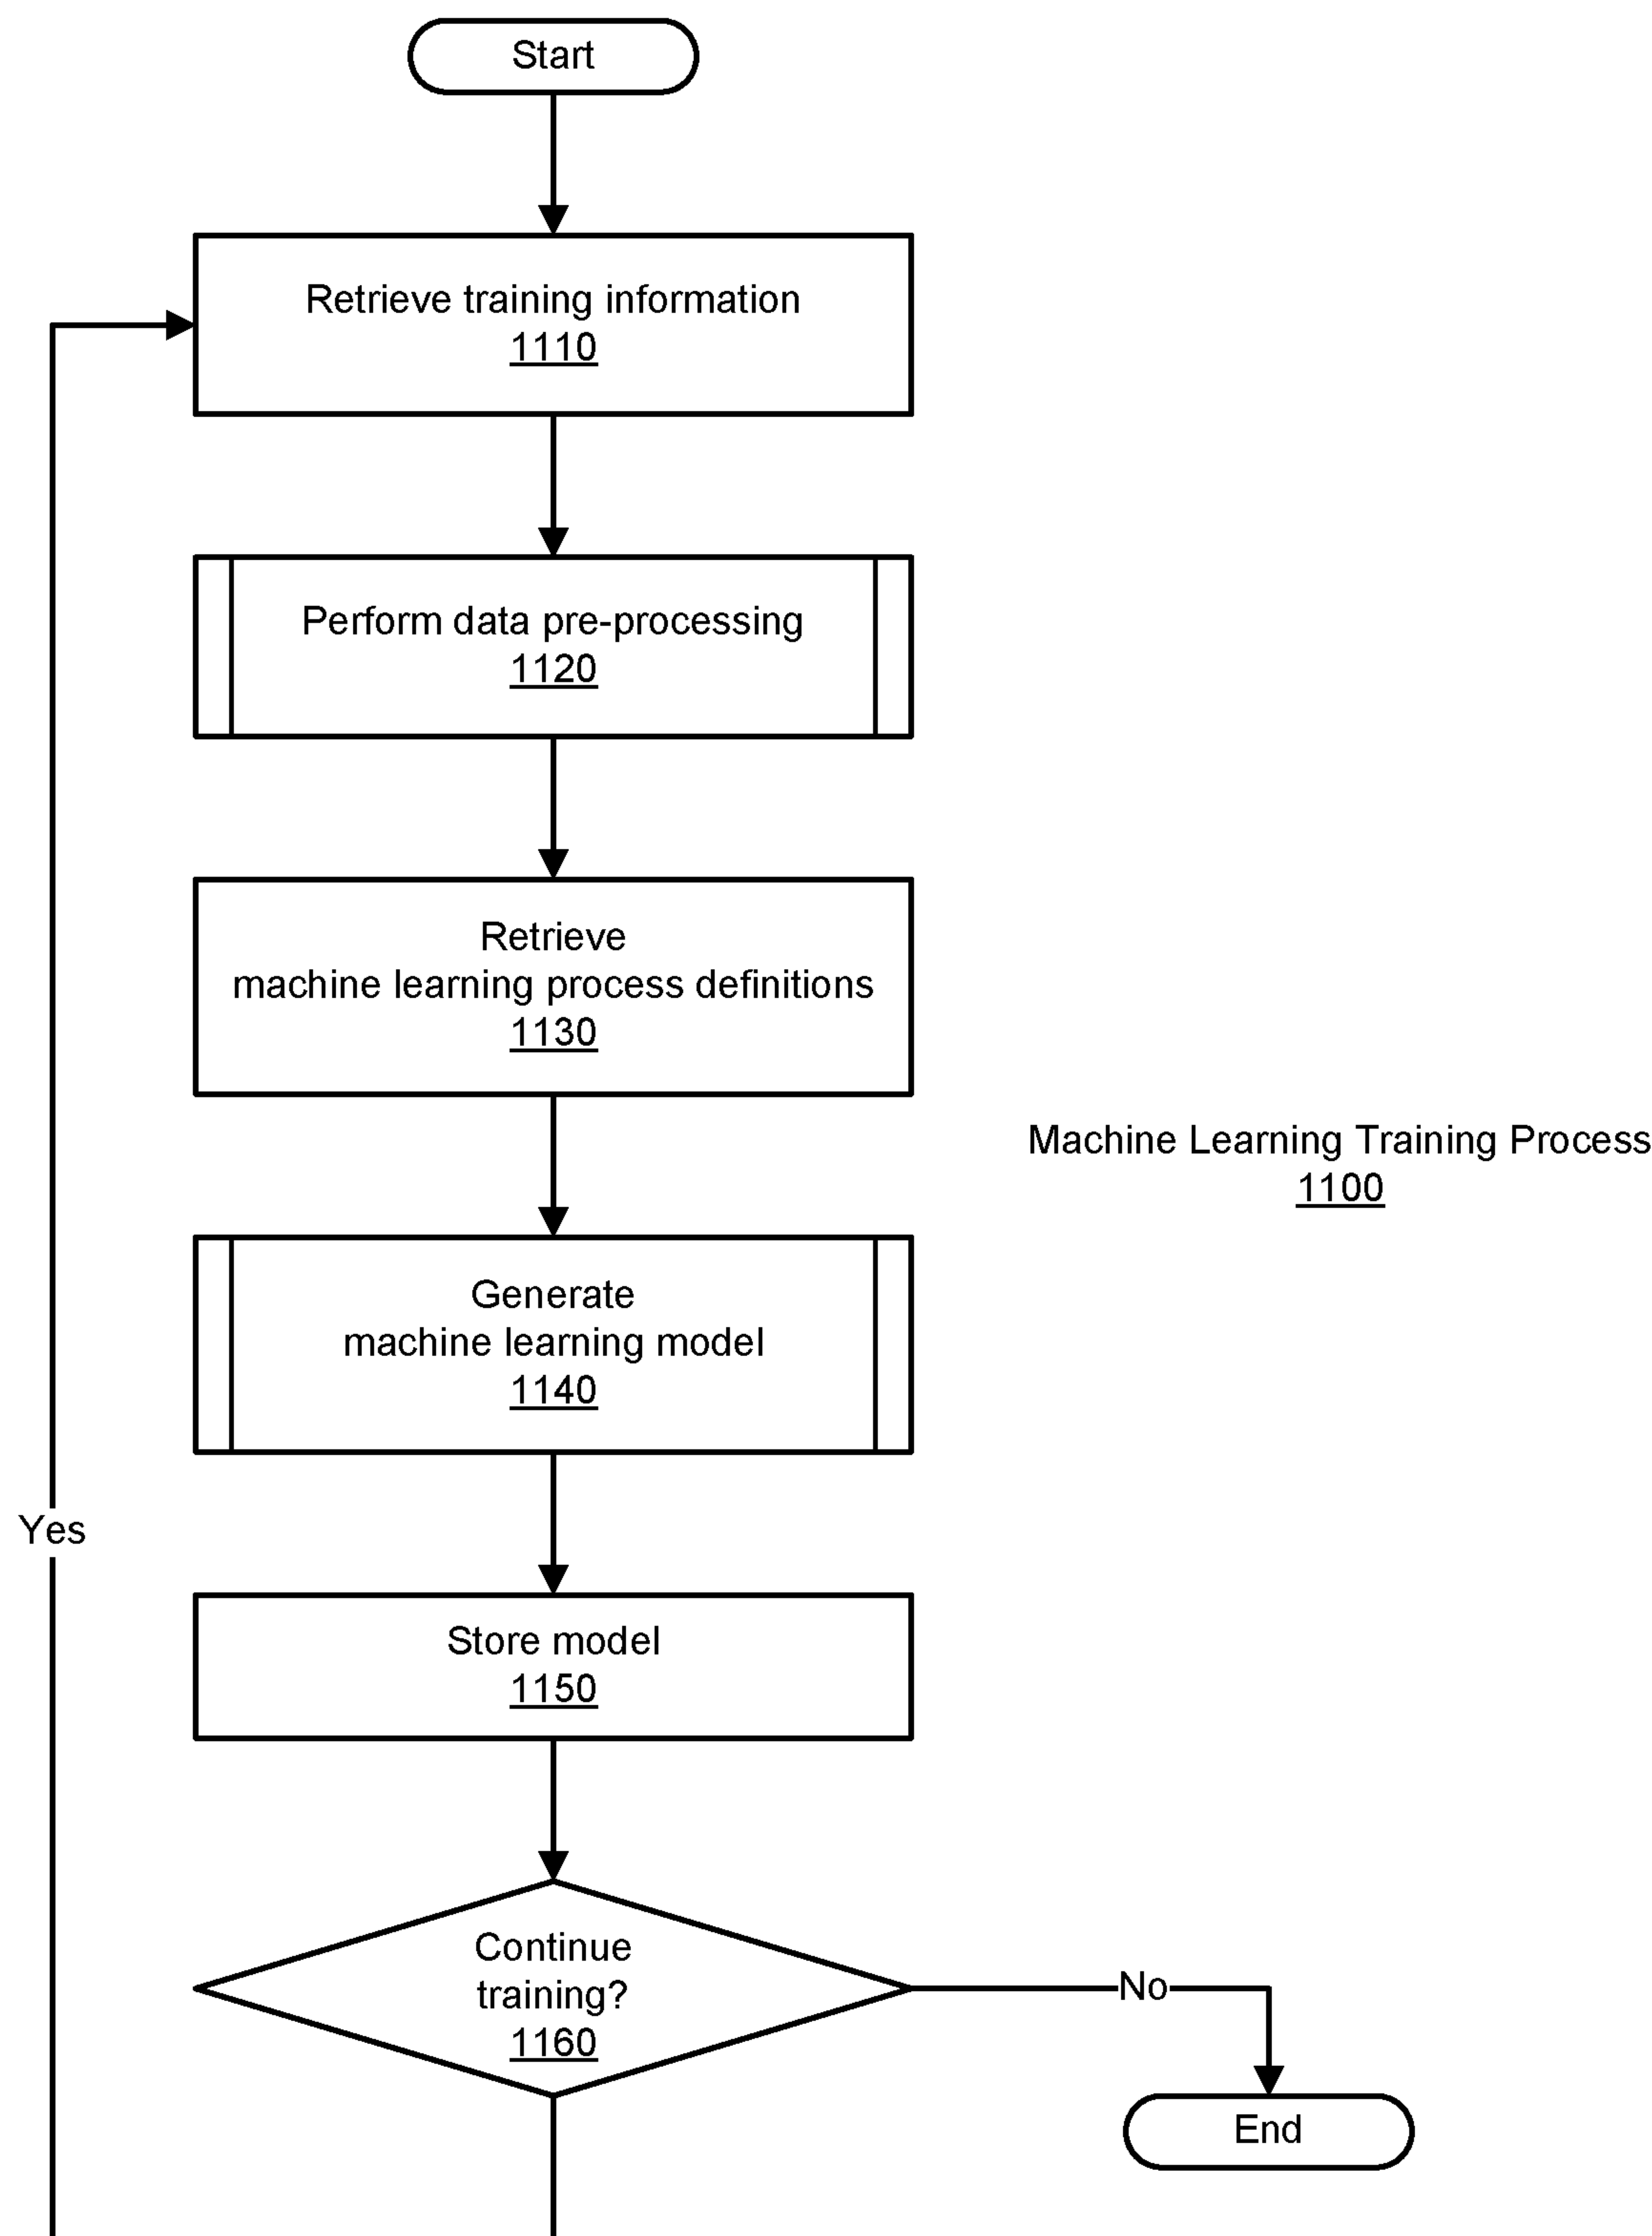 Start
Retrieve training information
1110
Perform data pre-processing
1120
Retrieve
machine learning process definitions
1130
Machine Learning Training Process
1100
Generate
machine learning model
1140
Yes
Store model
1150
Continue
training?
1160
No
End